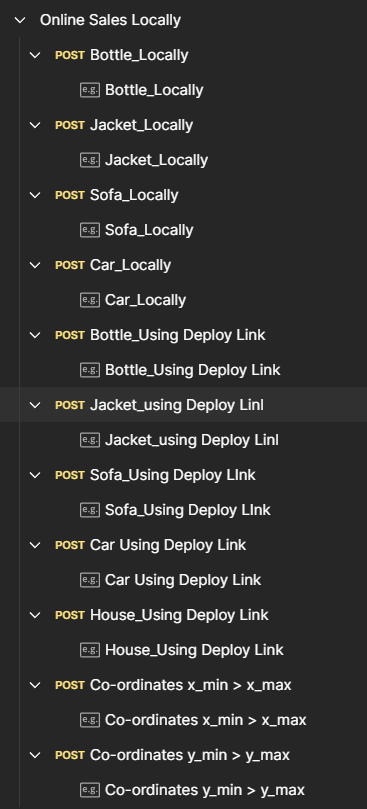 Online Sales Locally
POST Bottle_Locally
e.g. Bottle_Locally
POST Jacket_Locally
e.g. Jacket_Locally
POST Sofa_Locally
e.g. Sofa_Locally
POST Car_Locally
e.g. Car_Locally
POST Bottle_Using Deploy Link
e.g. Bottle_Using Deploy Link
POST Jacket_using Deploy Linl
e.g. Jacket_using Deploy Linl
POST Sofa_Using Deploy LInk
e.g. Sofa_Using Deploy LInk
POST Car Using Deploy Link
e.g. Car Using Deploy Link
POST House_Using Deploy Link
e.g. House_Using Deploy Link
POST Co-ordinates x_min > x_max
e.g. Co-ordinates x_min > x_max
POST Co-ordinates y_min > y_max
e.g. Co-ordinates y_min > y_max